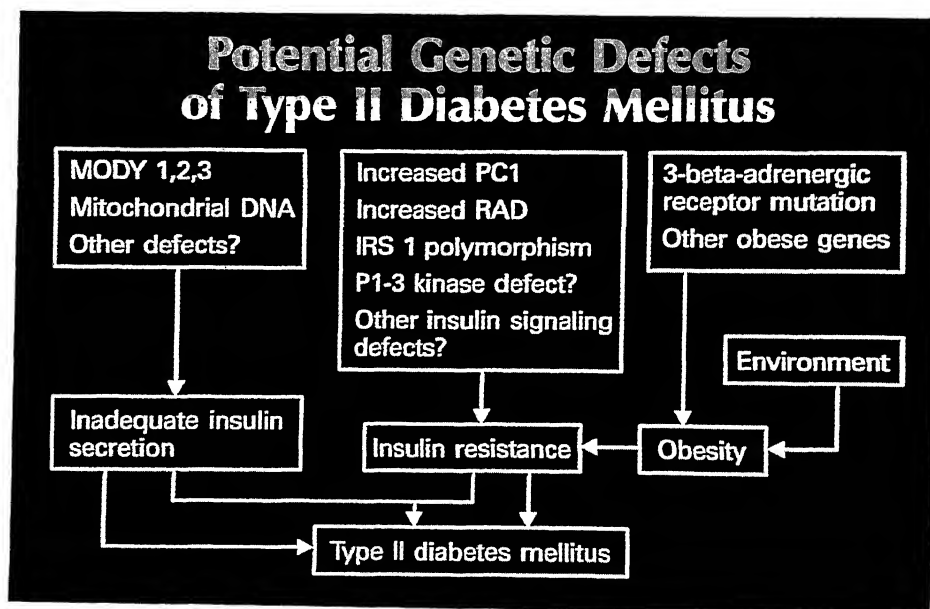 Potential Genetic Defects
of Type II Diabetes Mellitus
MODY 1,2,3
Mitochondrial DNA
Other defects?
Increased PC1
Increased RAD
IRS 1 polymorphism
P1-3 kinase defect?
Other insulin signaling
defects?
3-beta-adrenergic
receptor mutation
Other obese genes
Environment
Inadequate insulin
secretion
Insulin resistance
Obesity
Type II diabetes mellitus